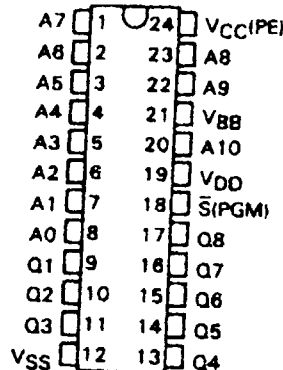 A7 1 24 VCC(PE)
A6 2 23 A8
A5 3 22 A9
A4 4 21 VBB
A3 5 20 A10
A2 6 19 VDD
A1 7 18 S̅(PGM)
A0 8 17 Q8
Q1 9 16 Q7
Q2 10 15 Q6
Q3 11 14 Q5
VSS 12 13 Q4